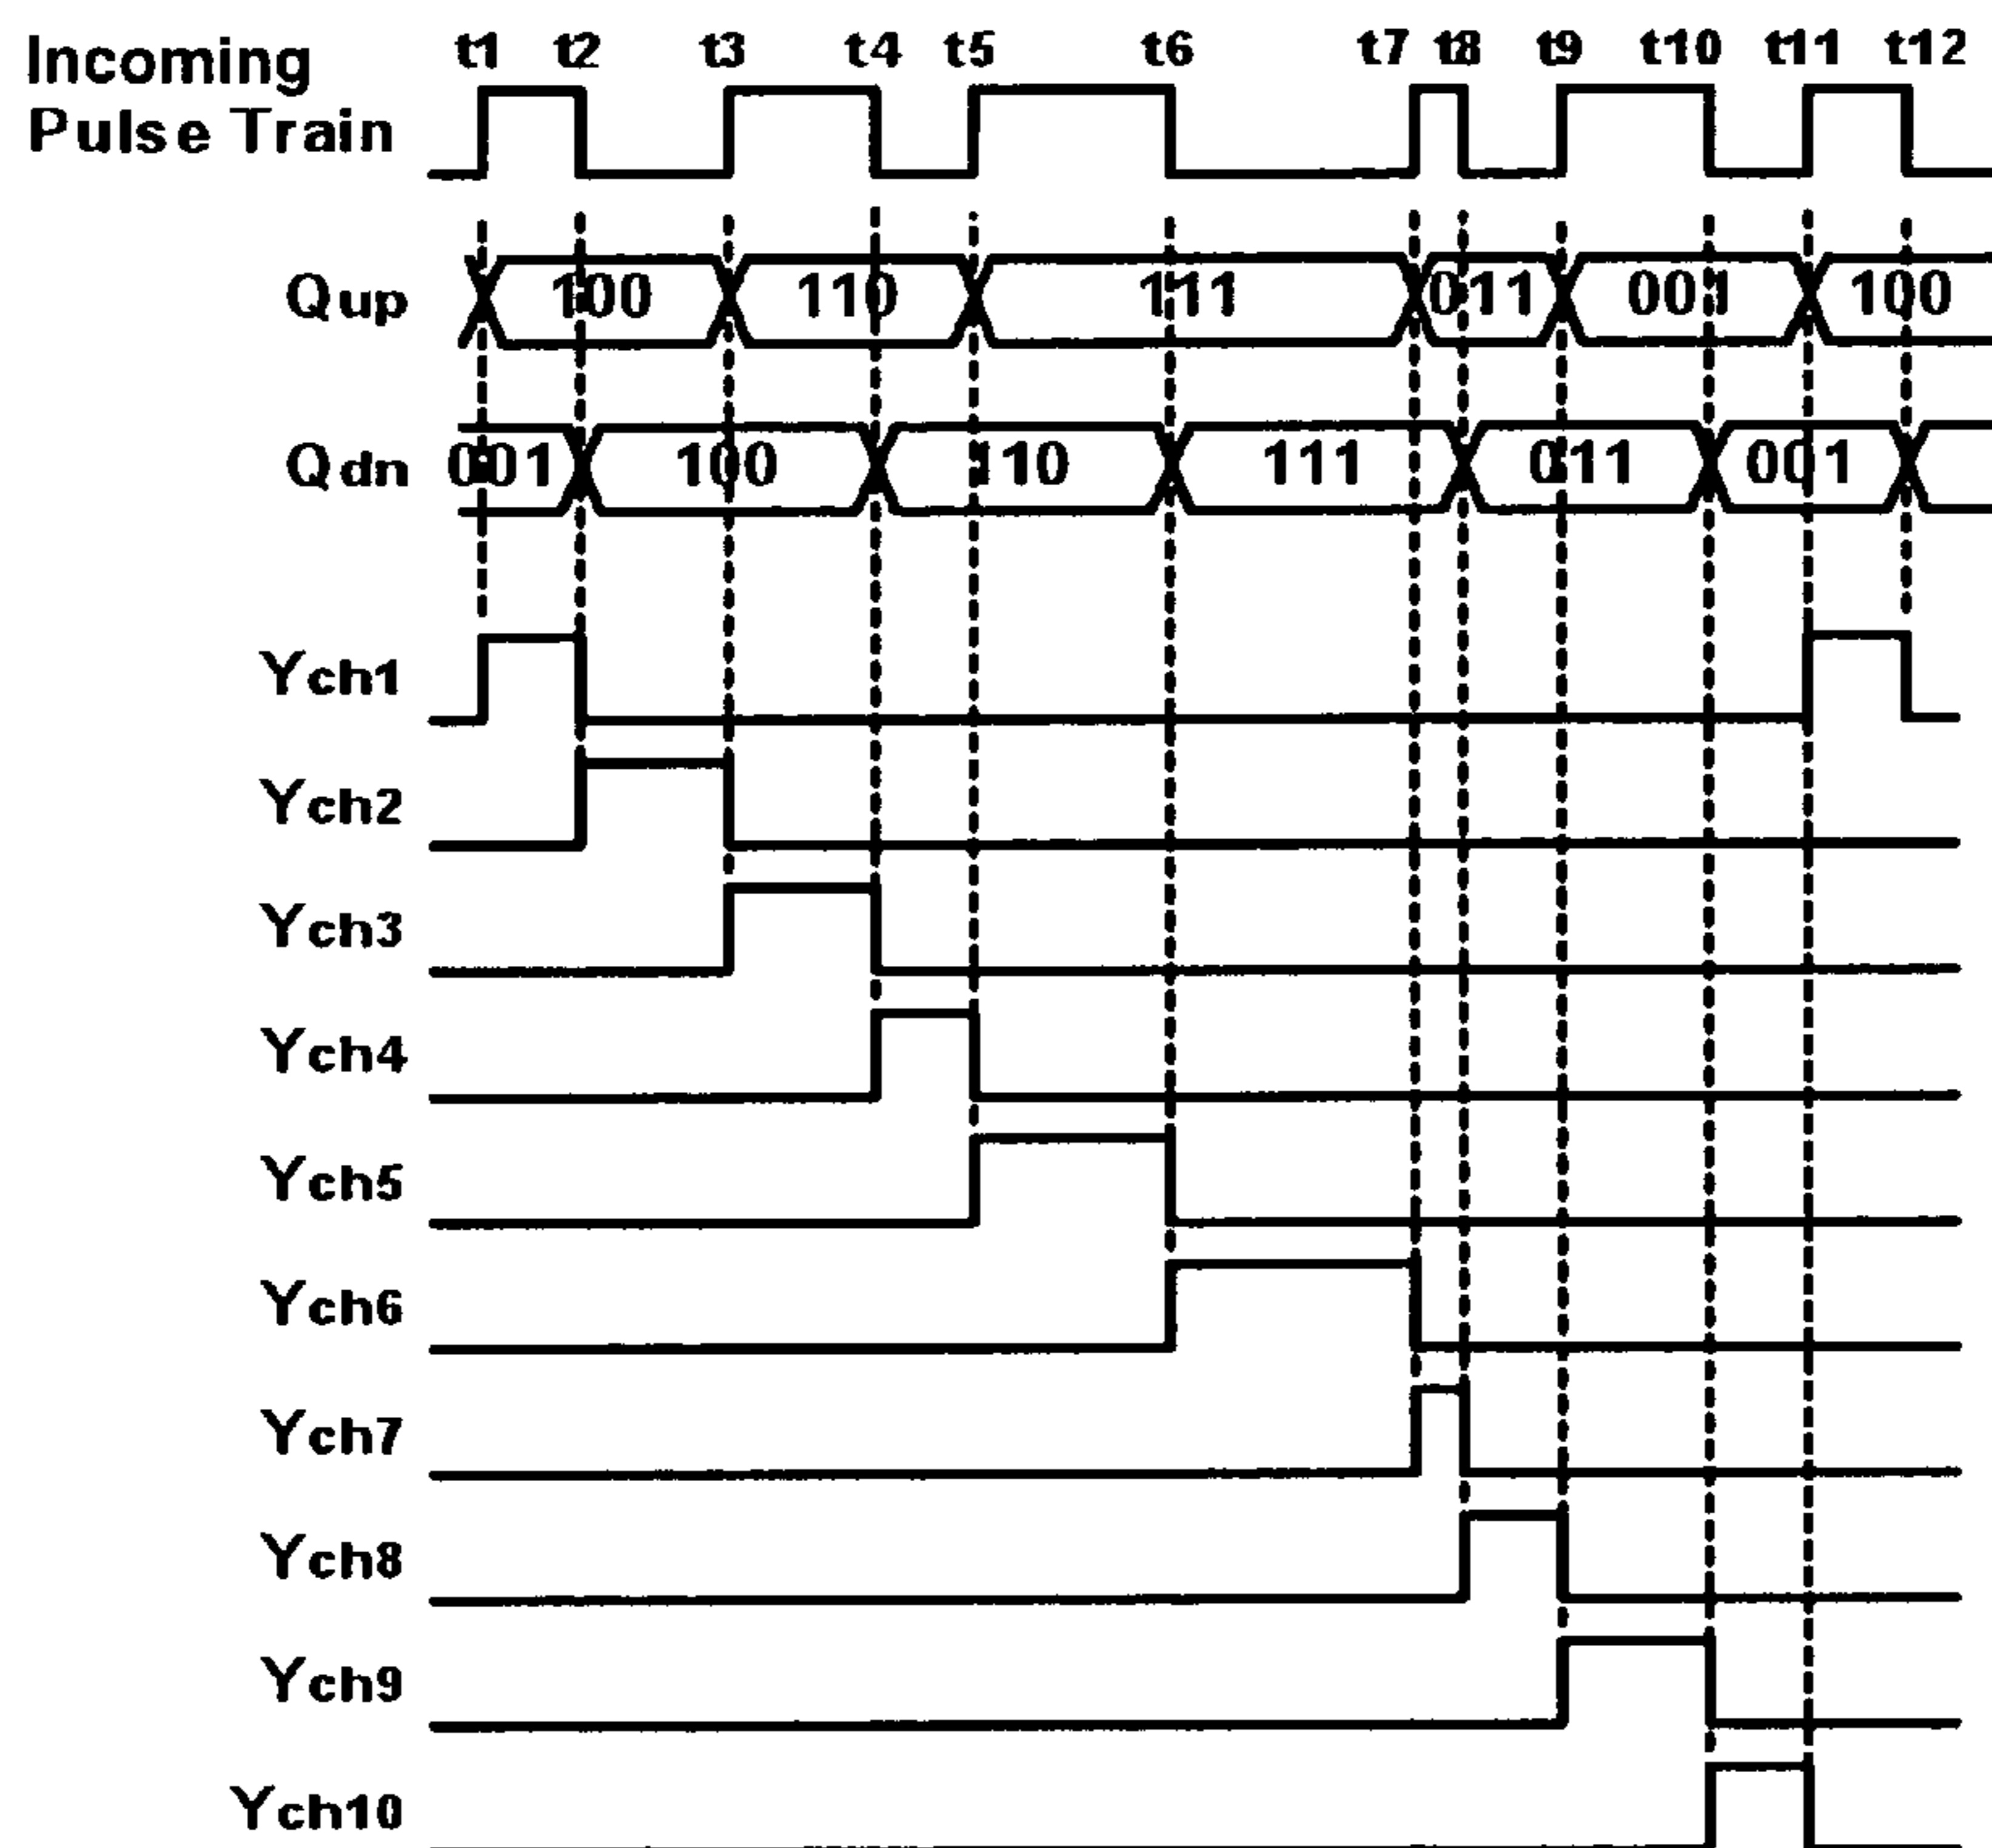 Incoming Pulse Train
t1 t2 t3 t4 t5 t6 t7 t8 t9 t10 t11 t12
Qup 100 110 111 011 001 100
Qdn 001 100 110 111 011 001
Ych1
Ych2
Ych3
Ych4
Ych5
Ych6
Ych7
Ych8
Ych9
Ych10